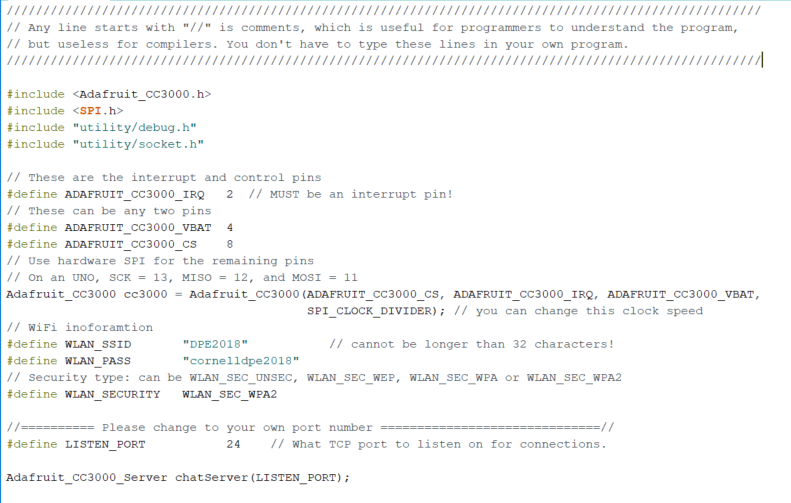 ////////////////////////////////////////////////////////////////////////////////////////////////////////
// Any line starts with "//" is comments, which is useful for programmers to understand the program,
// but useless for compilers. You don't have to type these lines in your own program.
////////////////////////////////////////////////////////////////////////////////////////////////////////
#include <Adafruit_CC3000.h>
#include <SPI.h>
#include "utility/debug.h"
#include "utility/socket.h"
// These are the interrupt and control pins
#define ADAFRUIT_CC3000_IRQ   2  // MUST be an interrupt pin!
// These can be any two pins
#define ADAFRUIT_CC3000_VBAT  4
#define ADAFRUIT_CC3000_CS    8
// Use hardware SPI for the remaining pins
// On an UNO, SCK = 13, MISO = 12, and MOSI = 11
Adafruit_CC3000 cc3000 = Adafruit_CC3000(ADAFRUIT_CC3000_CS, ADAFRUIT_CC3000_IRQ, ADAFRUIT_CC3000_VBAT,
                                         SPI_CLOCK_DIVIDER); // you can change this clock speed
// WiFi inoforamtion
#define WLAN_SSID       "DPE2018"           // cannot be longer than 32 characters!
#define WLAN_PASS       "cornelldpe2018"
// Security type: can be WLAN_SEC_UNSEC, WLAN_SEC_WEP, WLAN_SEC_WPA or WLAN_SEC_WPA2
#define WLAN_SECURITY   WLAN_SEC_WPA2
//========== Please change to your own port number ==============================//
#define LISTEN_PORT           24    // What TCP port to listen on for connections.
Adafruit_CC3000_Server chatServer(LISTEN_PORT);